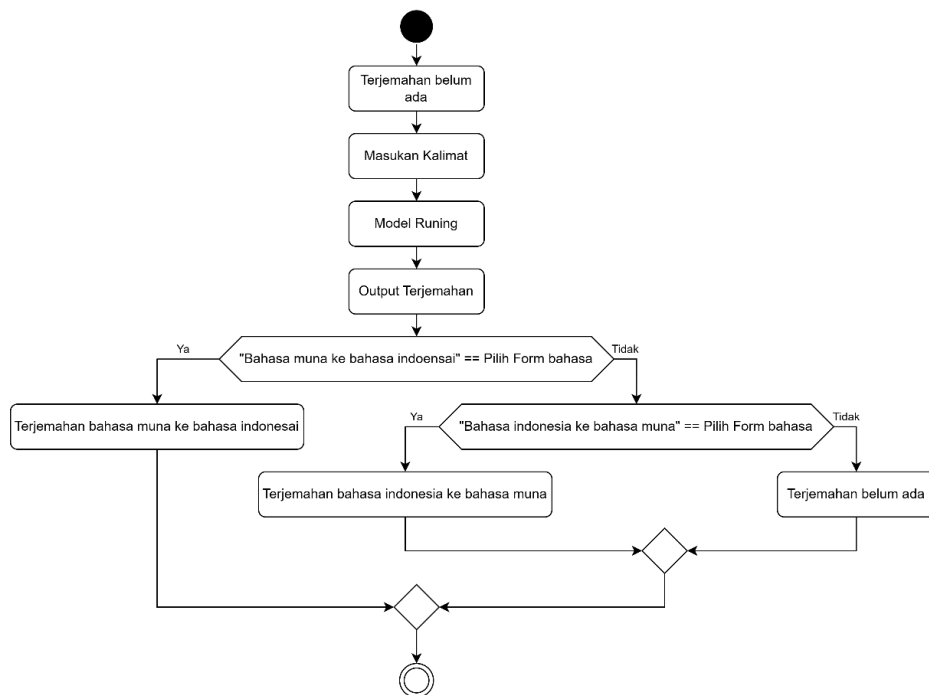 Terjemahan belum
ada
Masukan Kalimat
Model Runing
Output Terjemahan
Ya
"Bahasa muna ke bahasa indoensai" == Pilih Form bahasa
Tidak
Terjemahan bahasa muna ke bahasa indonesai
Ya
"Bahasa indonesia ke bahasa muna" == Pilih Form bahasa
Tidak
Terjemahan bahasa indonesia ke bahasa muna
Terjemahan belum ada